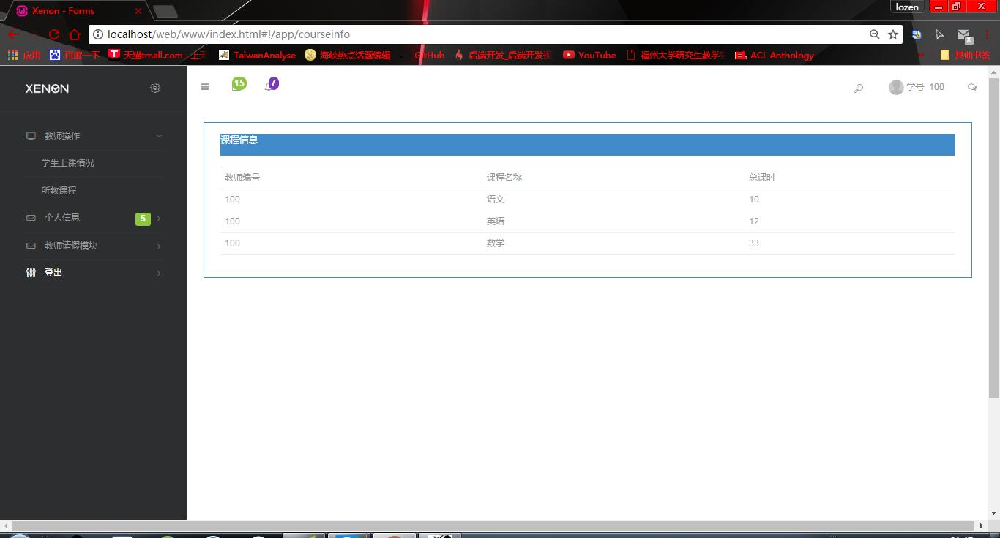 Xenon - Forms
lozen
localhost/web/www/index.html#!/app/courseinfo
应用 百度一下 天猫tmall.com--上天 TaiwanAnalyse 海峡热点话题编辑 GitHub 后端开发_后端开发视 YouTube 福州大学研究生教学管 ACL Anthology 其他书签
XENON
15
7
学号 100
教师操作
学生上课情况
所教课程
个人信息 5
教师请假模块
登出
课程信息
教师编号 课程名称 总课时
100 语文 10
100 英语 12
100 数学 33